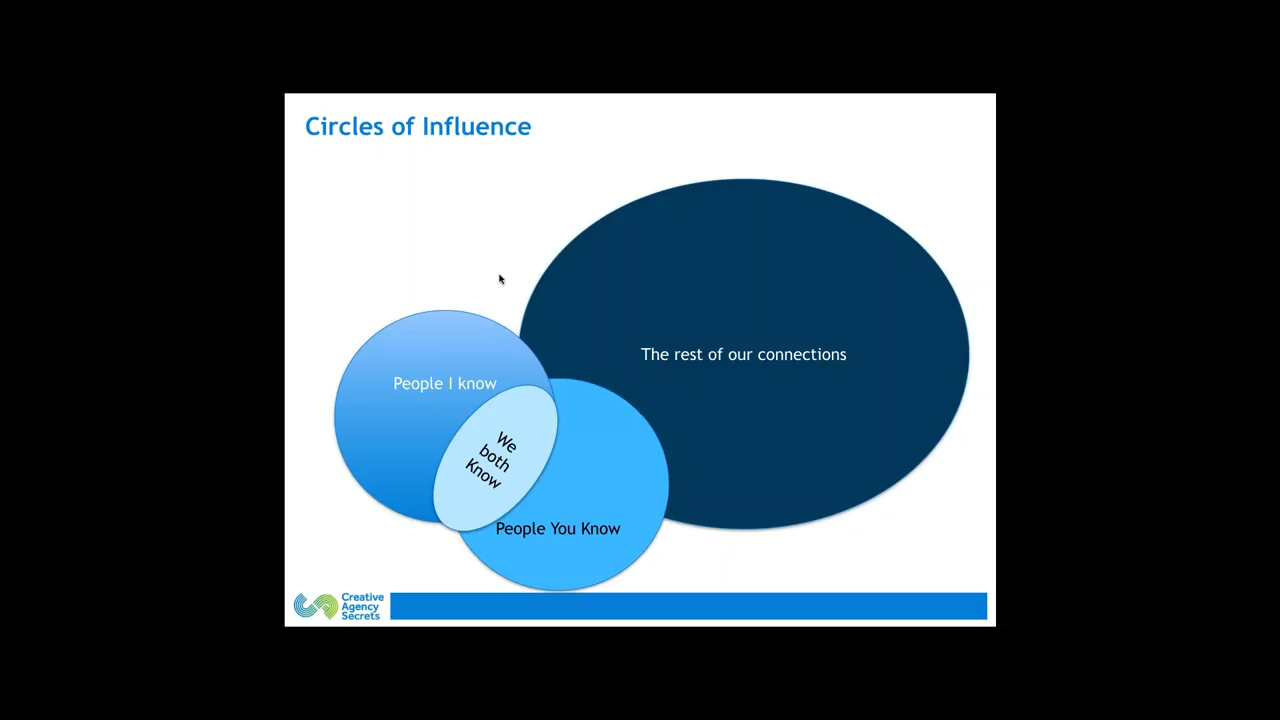 Circles of Influence
The rest of our connections
People I know
We
both
Know
People You Know
Creative
Agency
Secrets